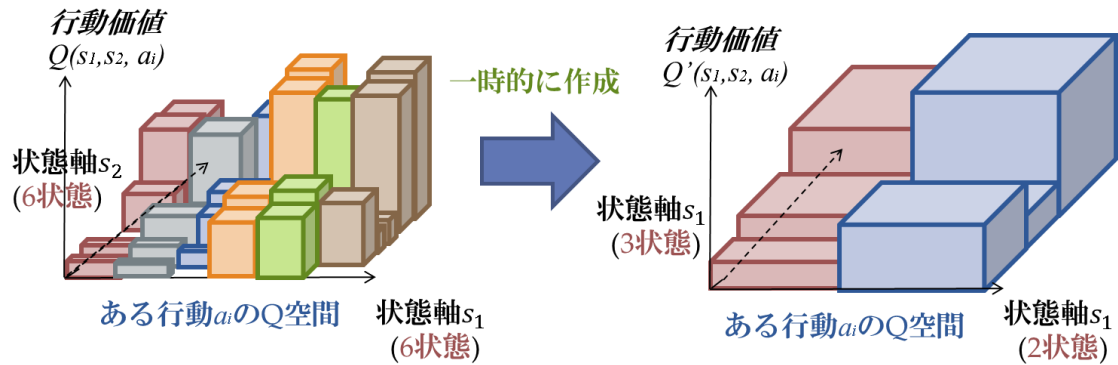 行動価値
Q(s1,s2, ai)
状態軸s2
(6状態)
ある行動aiのQ空間
状態軸s1
(6状態)
一時的に作成
行動価値
Q’(s1,s2, ai)
状態軸s1
(3状態)
ある行動aiのQ空間
状態軸s1
(2状態)